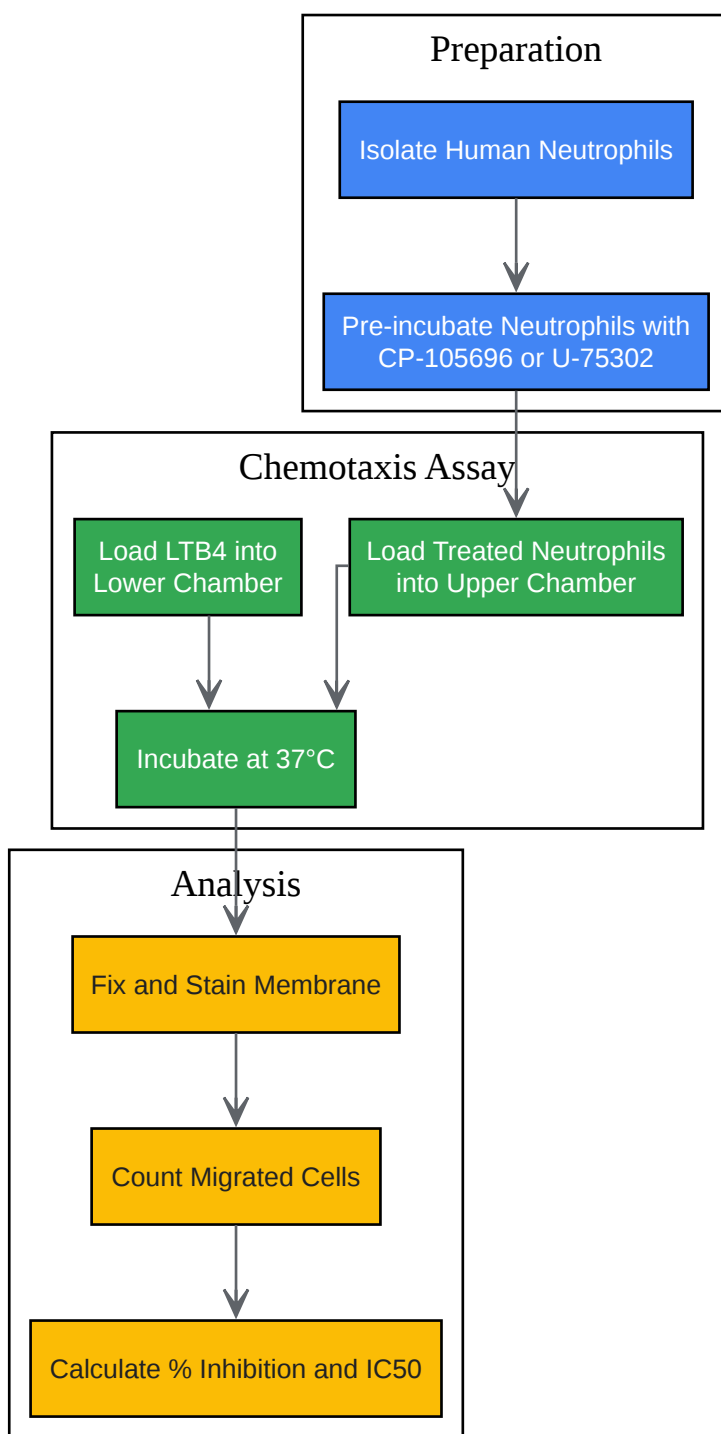 Preparation
Isolate Human Neutrophils
Pre-incubate Neutrophils with
CP-105696 or U-75302
Chemotaxis Assay
Load LTB4 into
Lower Chamber
Load Treated Neutrophils
into Upper Chamber
Incubate at 37°C
Analysis
Fix and Stain Membrane
Count Migrated Cells
Calculate % Inhibition and IC50